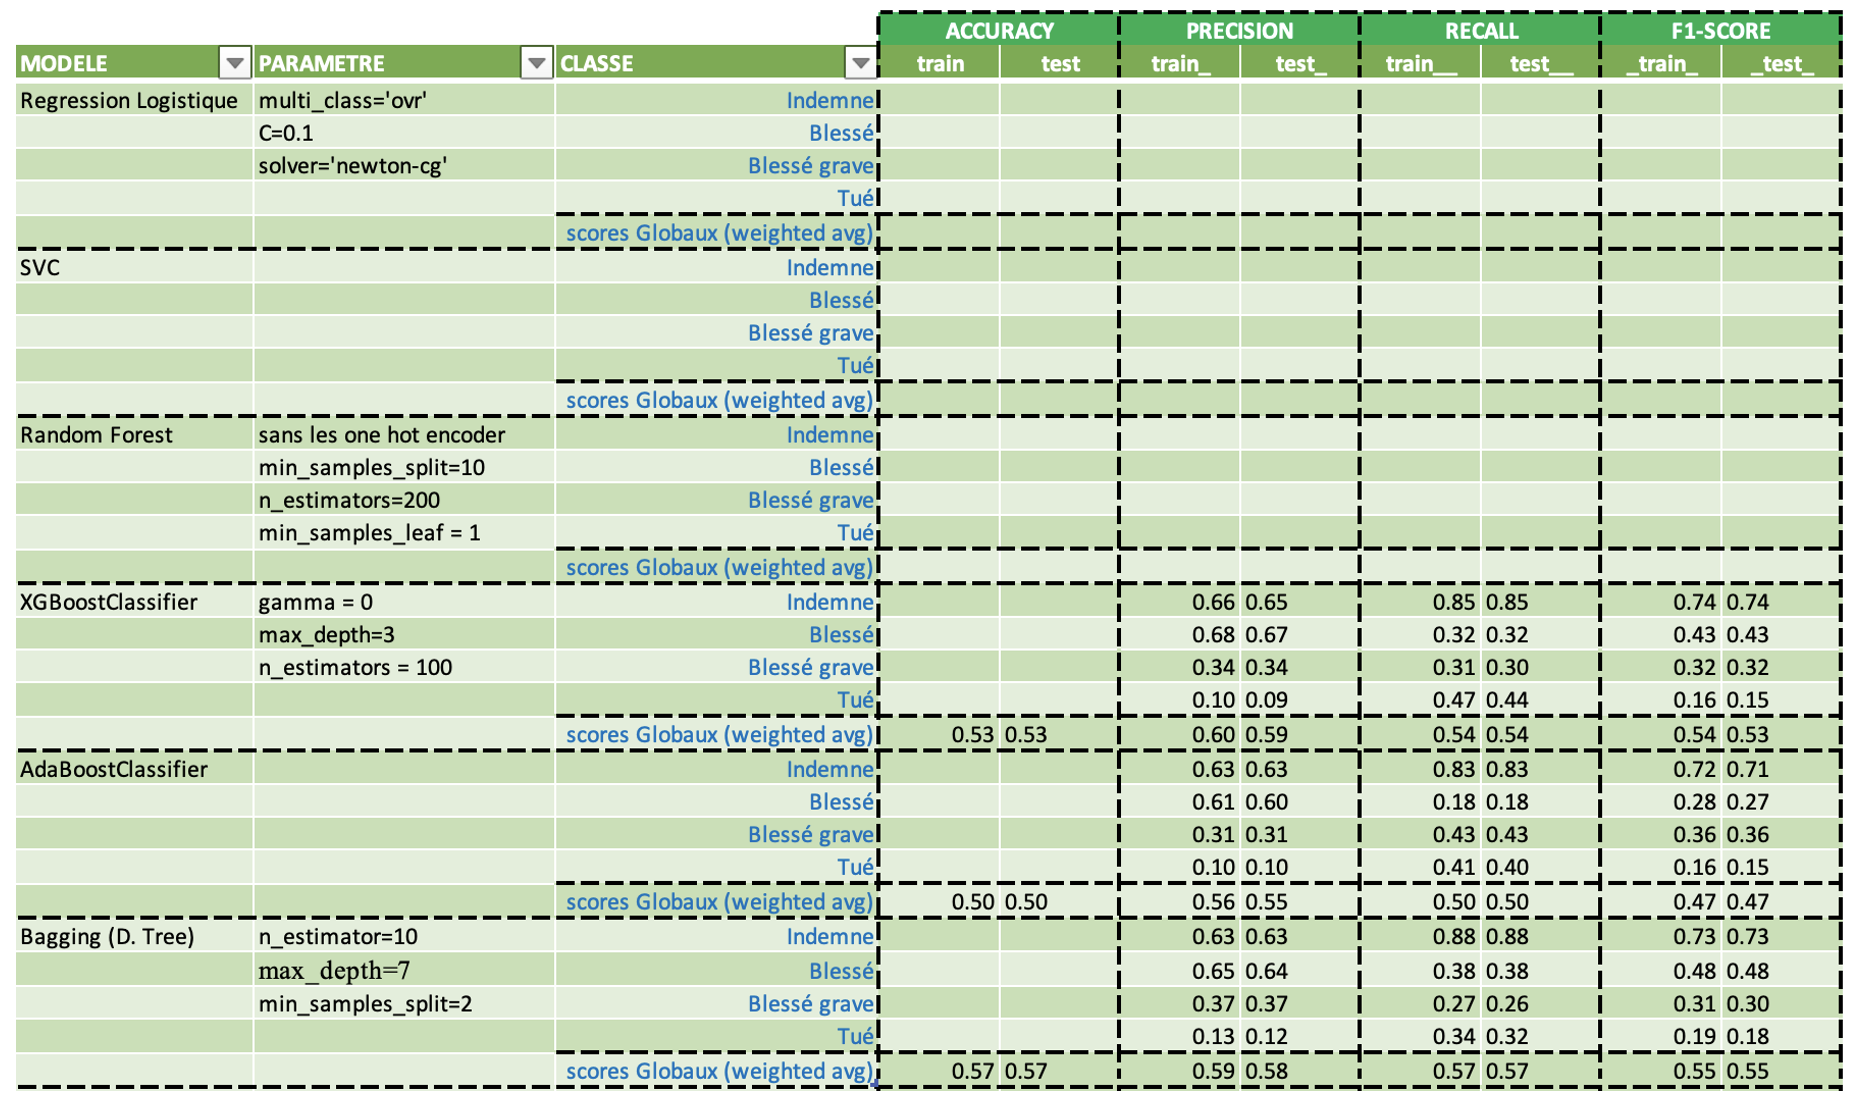 ACCURACY PRECISION RECALL F1-SCORE
MODELE PARAMETRE CLASSE train test train_ test_ train__ test__ _train_ _test_
Regression Logistique multi_class='ovr' Indemne
C=0.1 Blessé
solver='newton-cg' Blessé grave
Tué
scores Globaux (weighted avg)
SVC Indemne
Blessé
Blessé grave
Tué
scores Globaux (weighted avg)
Random Forest sans les one hot encoder Indemne
min_samples_split=10 Blessé
n_estimators=200 Blessé grave
min_samples_leaf = 1 Tué
scores Globaux (weighted avg)
XGBoostClassifier gamma = 0 Indemne 0.66 0.65 0.85 0.85 0.74 0.74
max_depth=3 Blessé 0.68 0.67 0.32 0.32 0.43 0.43
n_estimators = 100 Blessé grave 0.34 0.34 0.31 0.30 0.32 0.32
Tué 0.10 0.09 0.47 0.44 0.16 0.15
scores Globaux (weighted avg) 0.53 0.53 0.60 0.59 0.54 0.54 0.54 0.53
AdaBoostClassifier Indemne 0.63 0.63 0.83 0.83 0.72 0.71
Blessé 0.61 0.60 0.18 0.18 0.28 0.27
Blessé grave 0.31 0.31 0.43 0.43 0.36 0.36
Tué 0.10 0.10 0.41 0.40 0.16 0.15
scores Globaux (weighted avg) 0.50 0.50 0.56 0.55 0.50 0.50 0.47 0.47
Bagging (D. Tree) n_estimator=10 Indemne 0.63 0.63 0.88 0.88 0.73 0.73
max_depth=7 Blessé 0.65 0.64 0.38 0.38 0.48 0.48
min_samples_split=2 Blessé grave 0.37 0.37 0.27 0.26 0.31 0.30
Tué 0.13 0.12 0.34 0.32 0.19 0.18
scores Globaux (weighted avg) 0.57 0.57 0.59 0.58 0.57 0.57 0.55 0.55